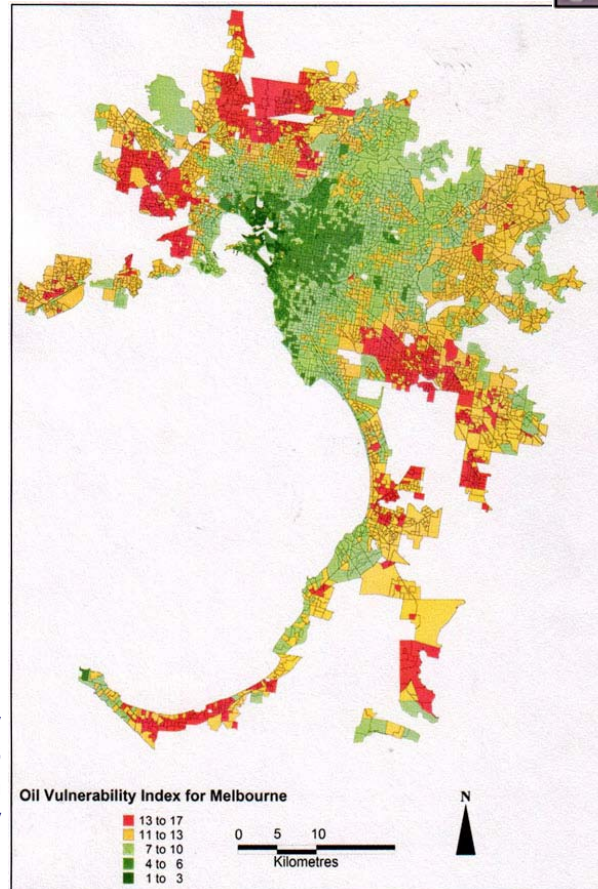 Oil Vulnerability Index for Melbourne
13 to 17
11 to 13
7 to 10
4 to 6
1 to 3
0 5 10
Kilometres
N